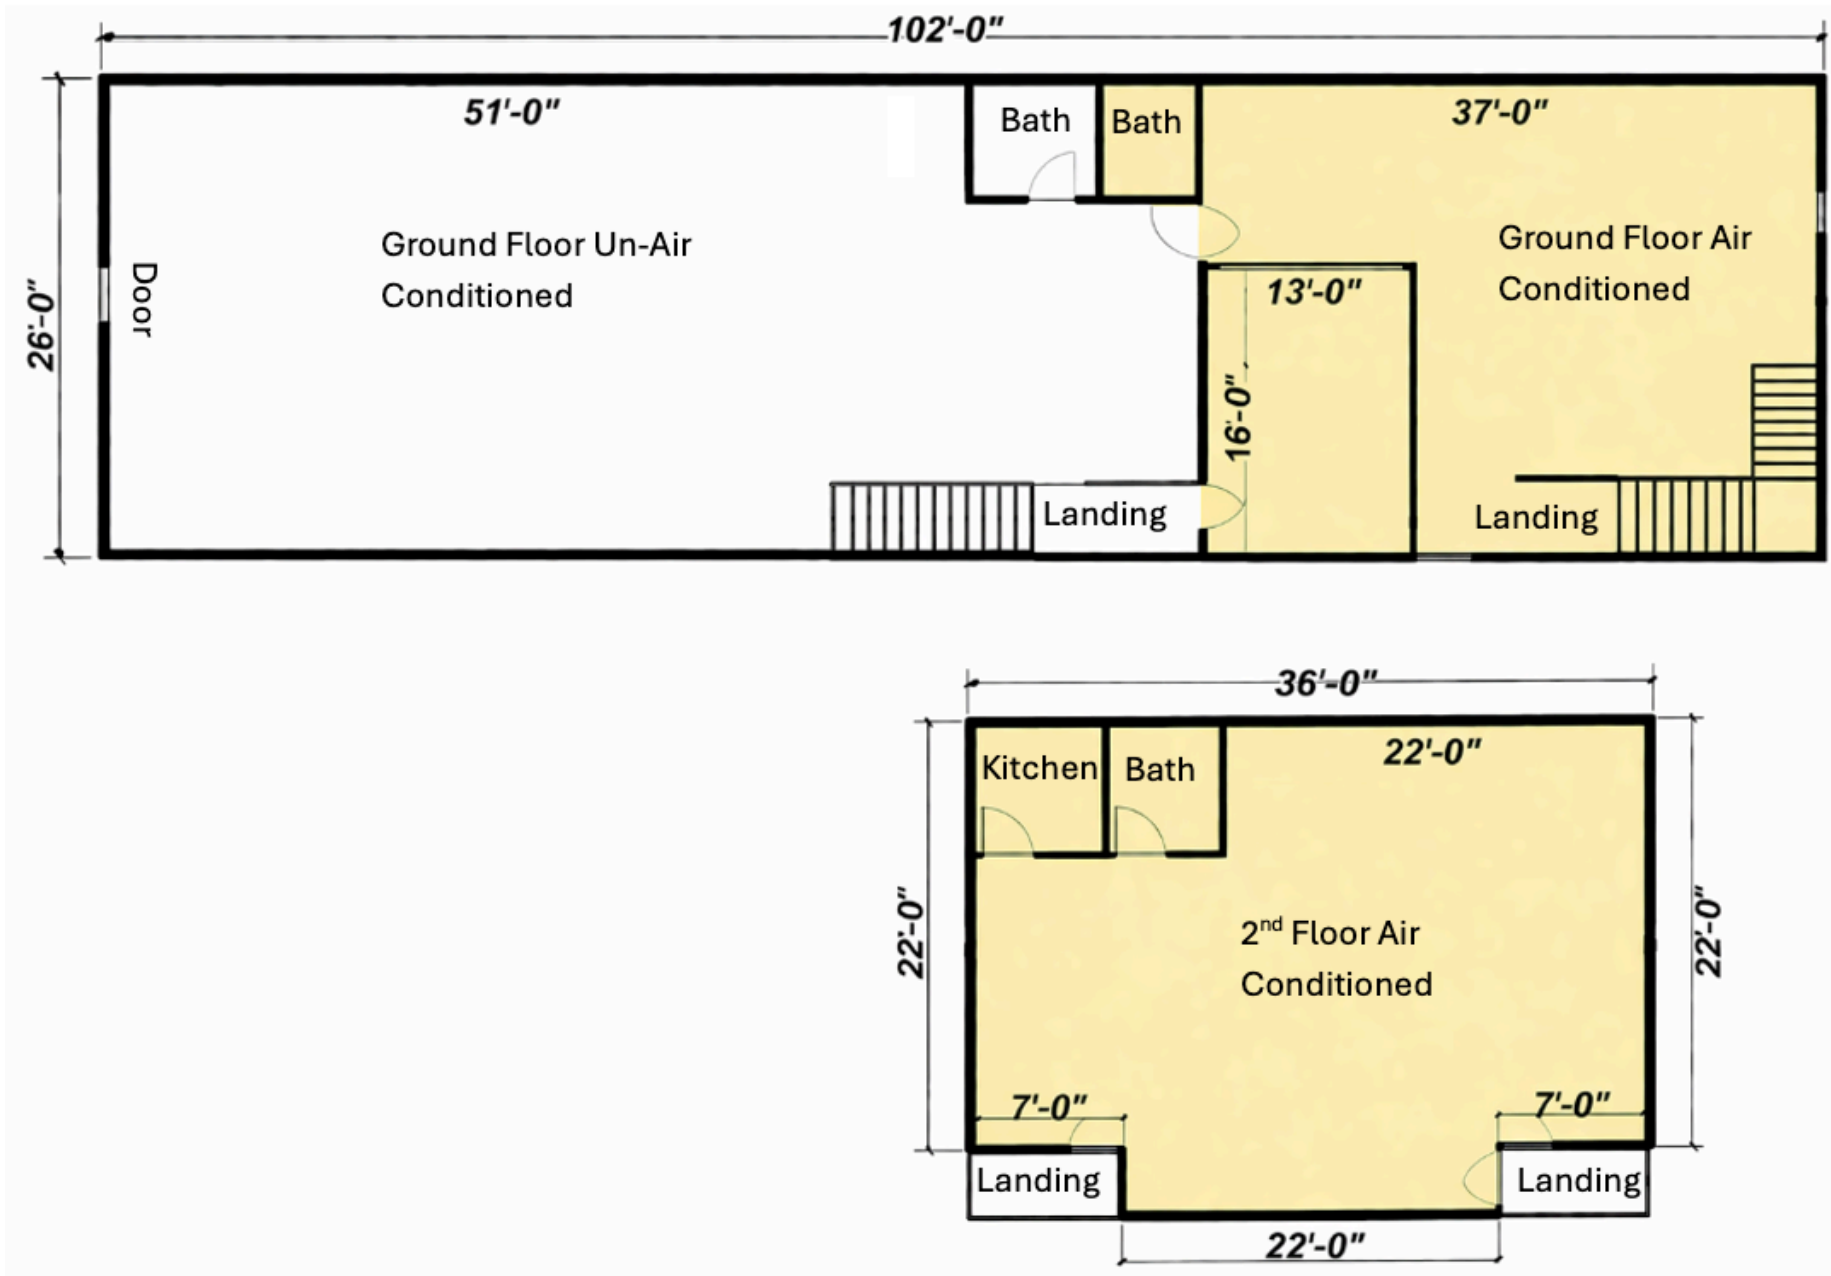 102'-0"
51'-0"
Bath
Bath
37'-0"
Ground Floor Un-Air
Conditioned
Ground Floor Air
Conditioned
Door
26'-0"
13'-0"
16'-0"
Landing
Landing
36'-0"
Kitchen
Bath
22'-0"
22'-0"
2nd Floor Air
Conditioned
22'-0"
7'-0"
7'-0"
Landing
Landing
22'-0"